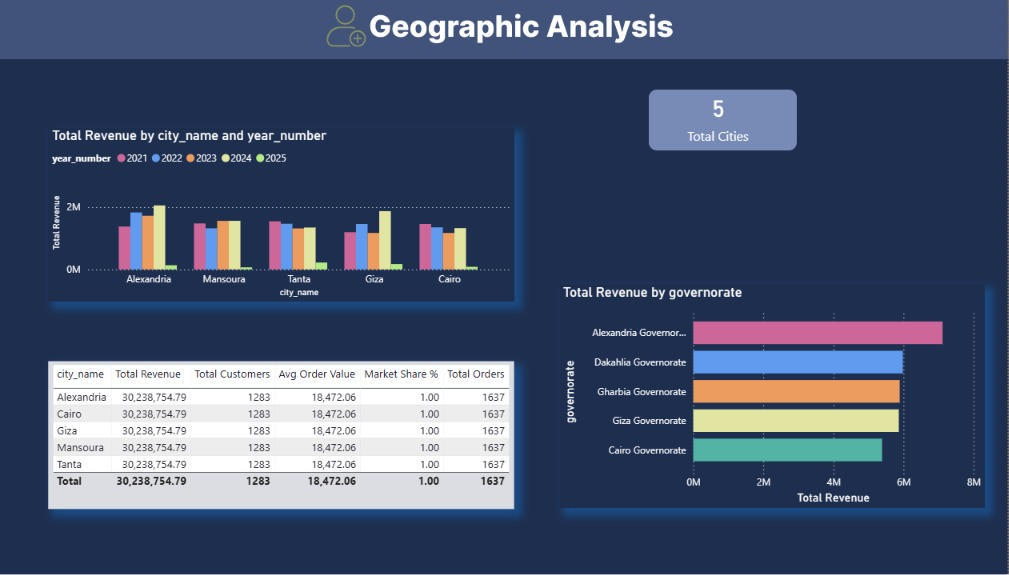 Geographic Analysis
5
Total Cities
Total Revenue by city_name and year_number
year_number 2021 2022 2023 2024 2025
Total Revenue
2M
0M
Alexandria Mansoura Tanta Giza Cairo
city_name
Total Revenue by governorate
governorate
Alexandria Governor...
Dakahlia Governorate
Gharbia Governorate
Giza Governorate
Cairo Governorate
0M 2M 4M 6M 8M
Total Revenue
city_name Total Revenue Total Customers Avg Order Value Market Share % Total Orders
Alexandria 30,238,754.79 1283 18,472.06 1.00 1637
Cairo 30,238,754.79 1283 18,472.06 1.00 1637
Giza 30,238,754.79 1283 18,472.06 1.00 1637
Mansoura 30,238,754.79 1283 18,472.06 1.00 1637
Tanta 30,238,754.79 1283 18,472.06 1.00 1637
Total 30,238,754.79 1283 18,472.06 1.00 1637